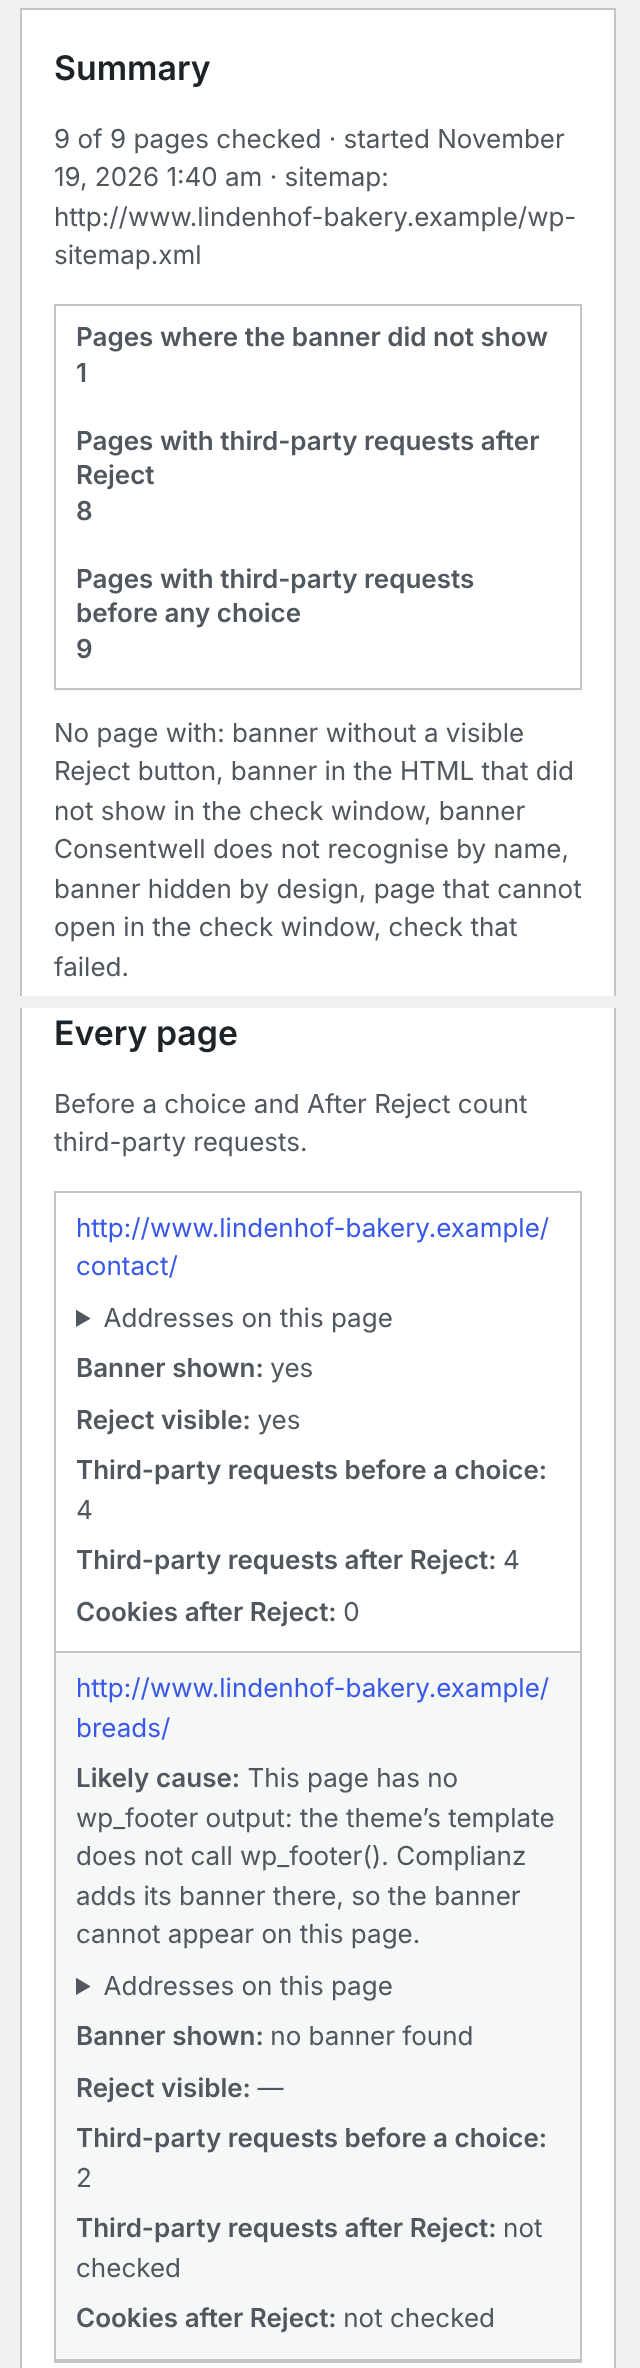 Summary
9 of 9 pages checked · started November
19, 2026 1:40 am · sitemap:
http://www.lindenhof-bakery.example/wp-
sitemap.xml
Pages where the banner did not show
1
Pages with third-party requests after
Reject
8
Pages with third-party requests
before any choice
9
No page with: banner without a visible
Reject button, banner in the HTML that did
not show in the check window, banner
Consentwell does not recognise by name,
banner hidden by design, page that cannot
open in the check window, check that
failed.
Every page
Before a choice and After Reject count
third-party requests.
http://www.lindenhof-bakery.example/
contact/
▶ Addresses on this page
Banner shown: yes
Reject visible: yes
Third-party requests before a choice:
4
Third-party requests after Reject: 4
Cookies after Reject: 0
http://www.lindenhof-bakery.example/
breads/
Likely cause: This page has no
wp_footer output: the theme’s template
does not call wp_footer(). Complianz
adds its banner there, so the banner
cannot appear on this page.
▶ Addresses on this page
Banner shown: no banner found
Reject visible: —
Third-party requests before a choice:
2
Third-party requests after Reject: not
checked
Cookies after Reject: not checked